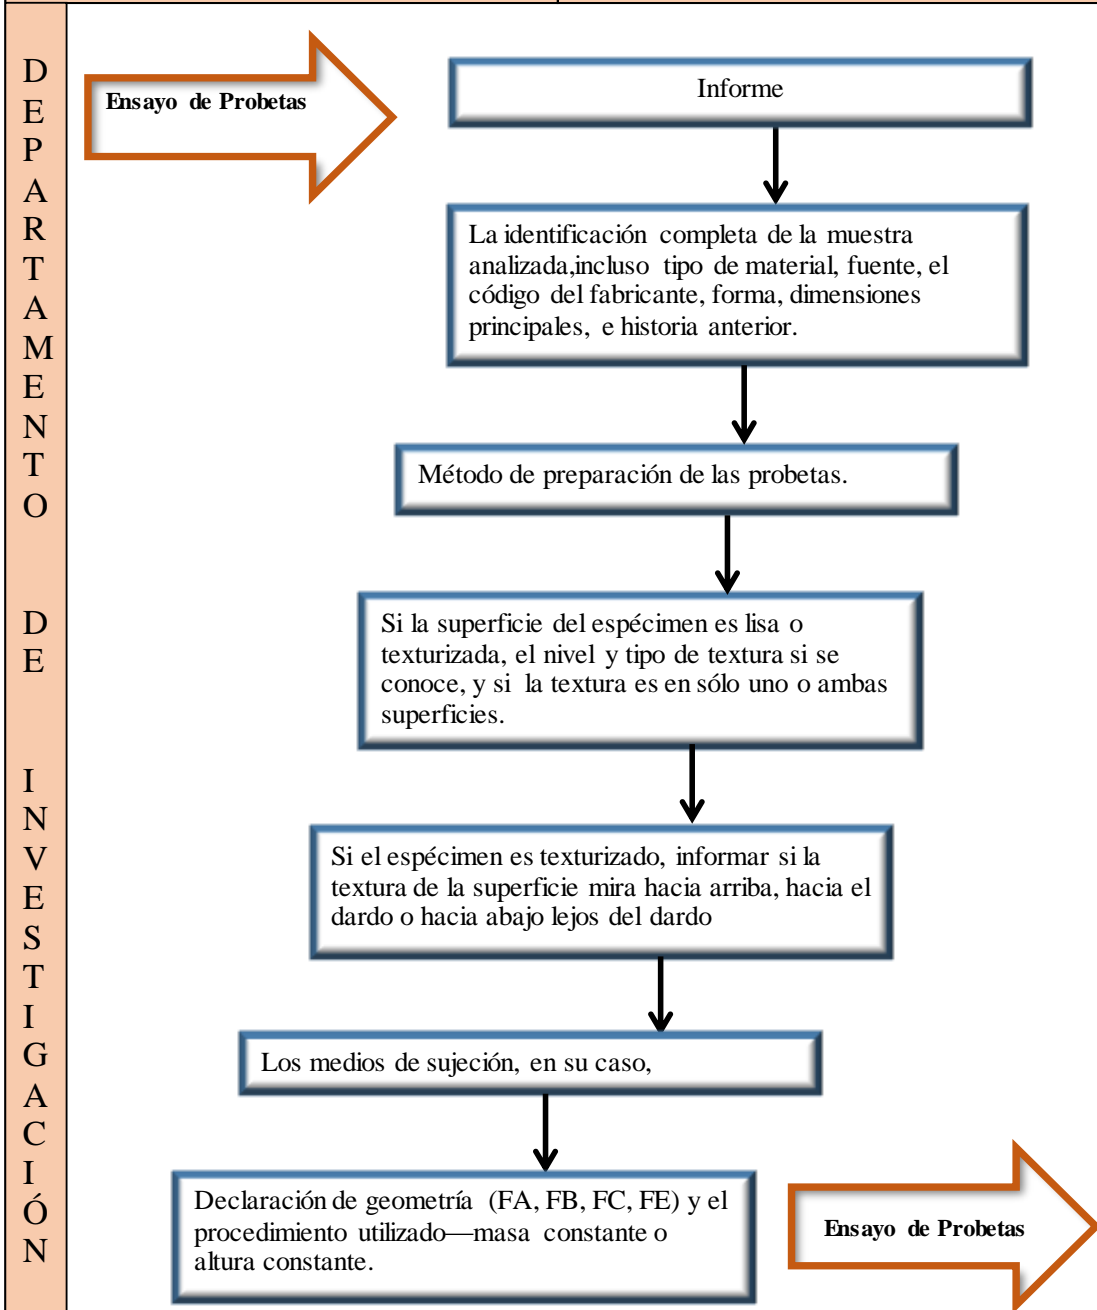 DEPARTAMENTO DE INVESTIGACIÓN
Ensayo de Probetas
Informe
La identificación completa de la muestra
analizada,incluso tipo de material, fuente, el
código del fabricante, forma, dimensiones
principales, e historia anterior.
Método de preparación de las probetas.
Si la superficie del espécimen es lisa o
texturizada, el nivel y tipo de textura si se
conoce, y si la textura es en sólo uno o ambas
superficies.
Si el espécimen es texturizado, informar si la
textura de la superficie mira hacia arriba, hacia el
dardo o hacia abajo lejos del dardo
Los medios de sujeción, en su caso,
Declaración de geometría (FA, FB, FC, FE) y el
procedimiento utilizado—masa constante o
altura constante.
Ensayo de Probetas